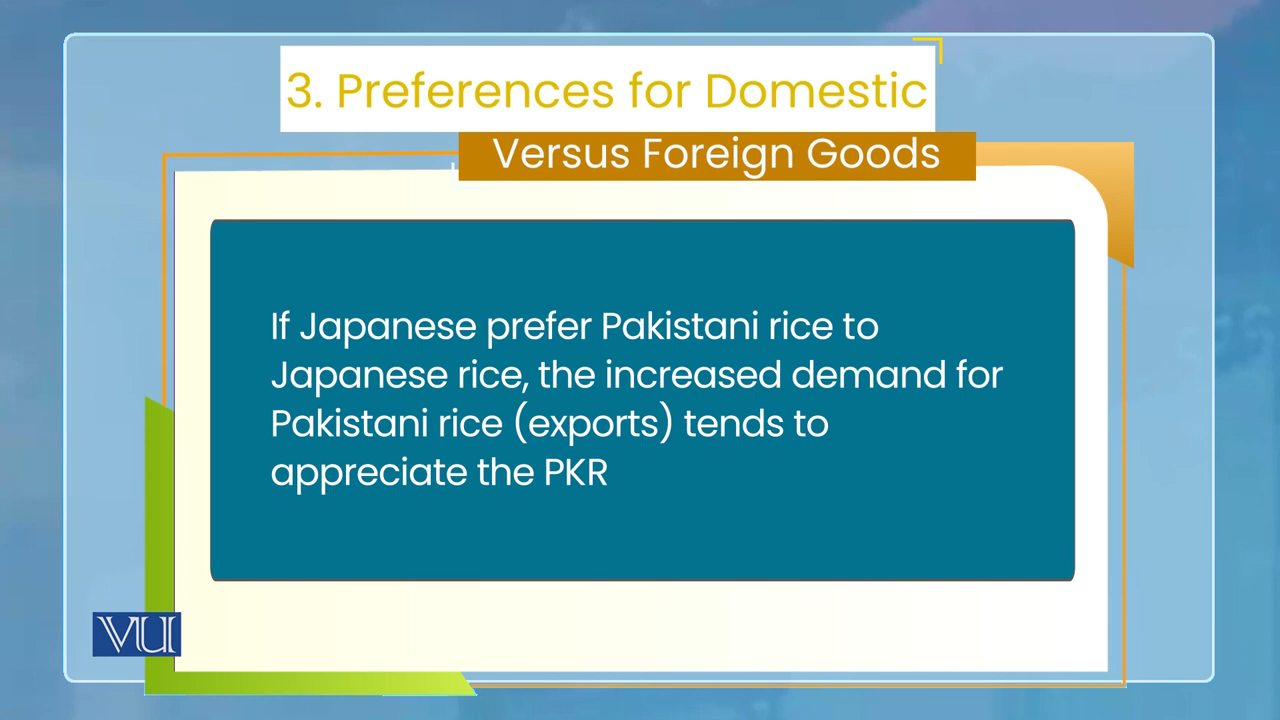 3. Preferences for Domestic
Versus Foreign Goods
If Japanese prefer Pakistani rice to
Japanese rice, the increased demand for
Pakistani rice (exports) tends to
appreciate the PKR
VU